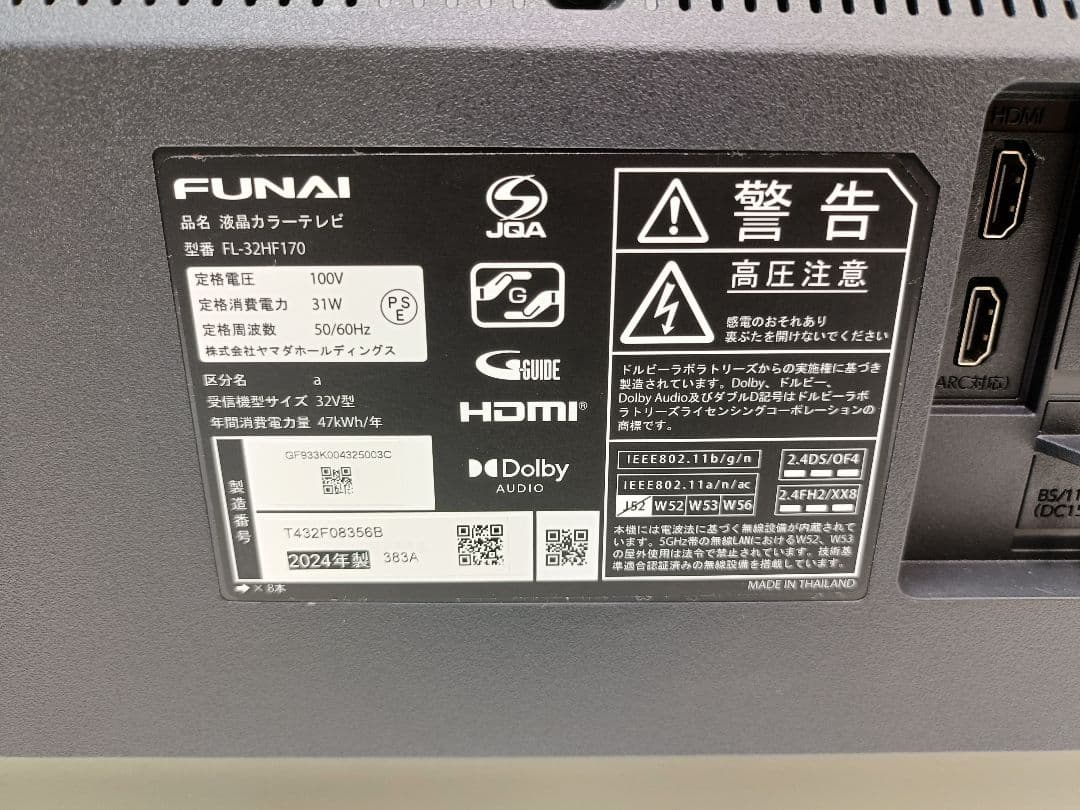 FUNAI
品名 液晶カラーテレビ
型番 FL-32HF170
定格電圧 100V
定格消費電力 31W
定格周波数 50/60Hz
PSE
株式会社ヤマダホールディングス
区分名 a
受信機型サイズ 32V型
年間消費電力量 47kWh/年
製造番号
GF933K004325003C
T432F08356B
2024年製 383A
➡×8本
JQA
G
G-GUIDE
HDMI®
Dolby
AUDIO
警告
高圧注意
感電のおそれあり
裏ぶたを開けないでください
ドルビーラボラトリーズからの実施権に基づき
製造されています。Dolby、ドルビー、
Dolby Audio及びダブルD記号はドルビーラボ
ラトリーズライセンシングコーポレーションの
商標です。
IEEE802.11b/g/n
IEEE802.11a/n/ac
J52 W52 W53 W56
2.4DS/OF4
2.4FH2/XX8
本機には電波法に基づく無線設備が内蔵されて
います。5GHz帯の無線LANにおけるW52、W53
の屋外使用は法令で禁止されています。技術基
準適合認証済みの無線設備を搭載しています。
MADE IN THAILAND
HDMI
ARC対応)
BS/11
(DC15